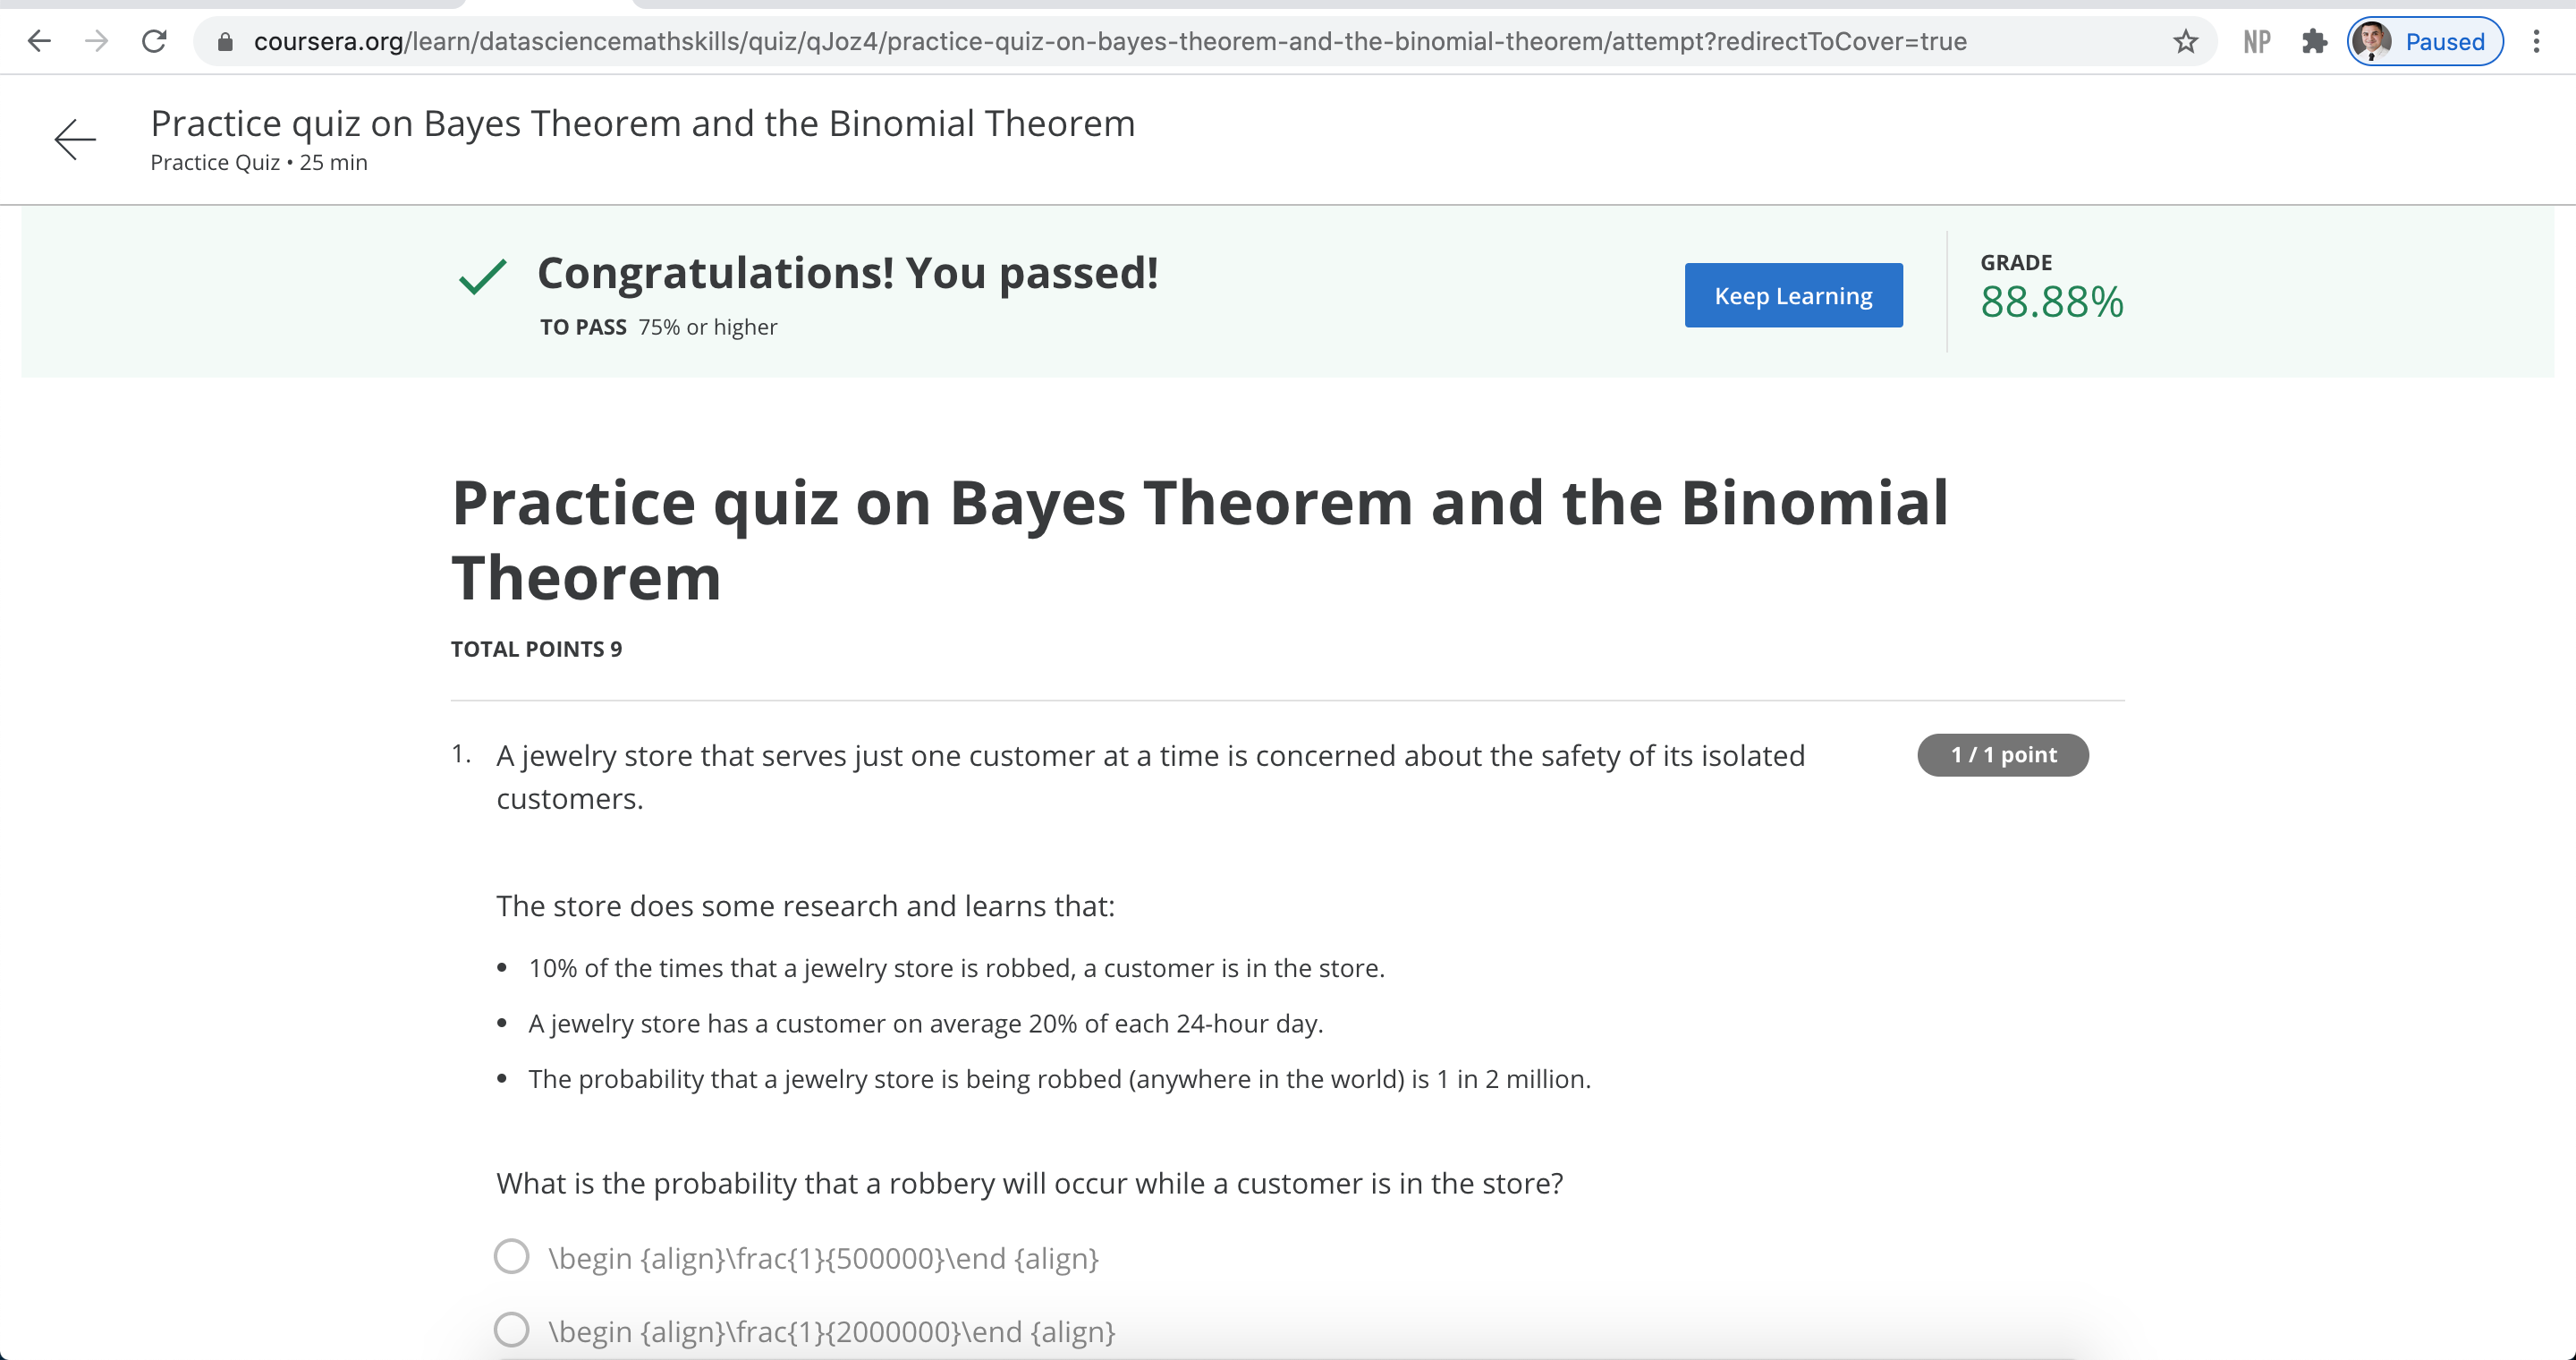 coursera.org/learn/datasciencemathskills/quiz/qJoz4/practice-quiz-on-bayes-theorem-and-the-binomial-theorem/attempt?redirectToCover=true
NP
Paused
Practice quiz on Bayes Theorem and the Binomial Theorem
Practice Quiz • 25 min
Congratulations! You passed!
TO PASS 75% or higher
Keep Learning
GRADE
88.88%
Practice quiz on Bayes Theorem and the Binomial
Theorem
TOTAL POINTS 9
1. A jewelry store that serves just one customer at a time is concerned about the safety of its isolated
customers.
1 / 1 point
The store does some research and learns that:
• 10% of the times that a jewelry store is robbed, a customer is in the store.
• A jewelry store has a customer on average 20% of each 24-hour day.
• The probability that a jewelry store is being robbed (anywhere in the world) is 1 in 2 million.
What is the probability that a robbery will occur while a customer is in the store?
\begin {align}\frac{1}{500000}\end {align}
\begin {align}\frac{1}{2000000}\end {align}